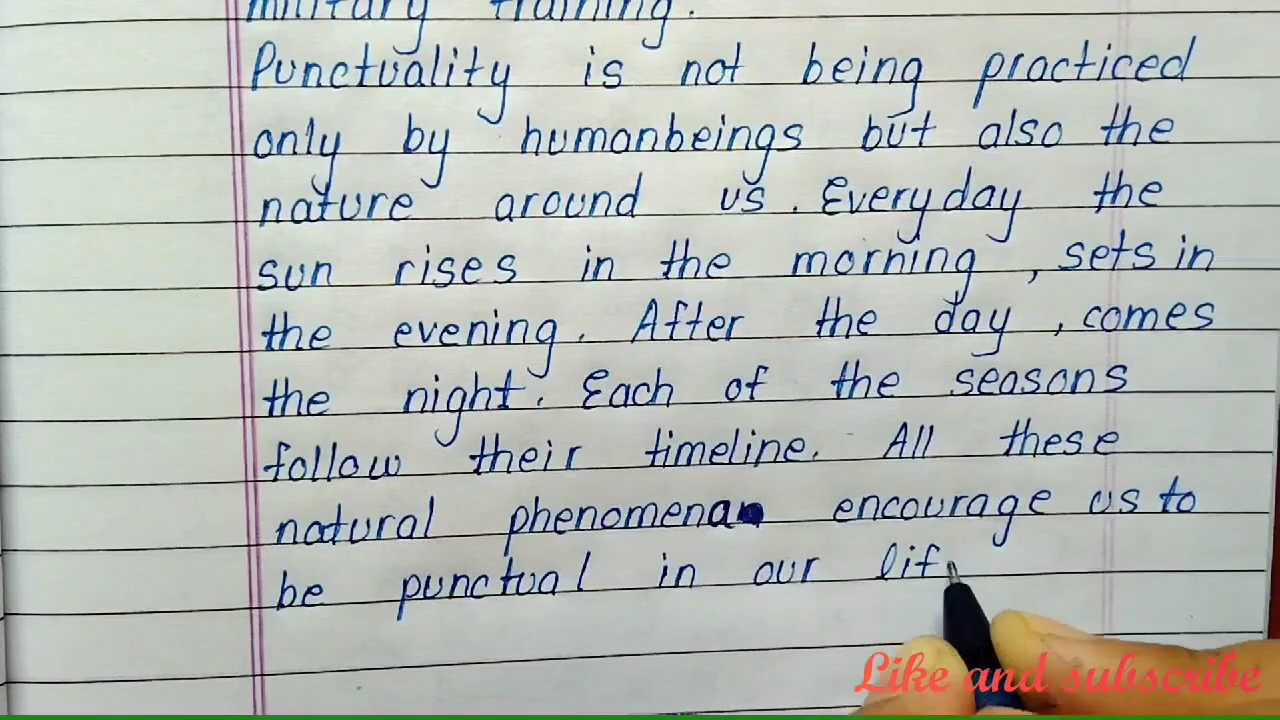 military training.
Punctuality is not being practiced
only by humanbeings but also the
nature around us. Everyday the
sun rises in the morning, sets in
the evening. After the day, comes
the night. Each of the seasons
follow their timeline. All these
natural phenomena encourage us to
be punctual in our lif
Like and subscribe